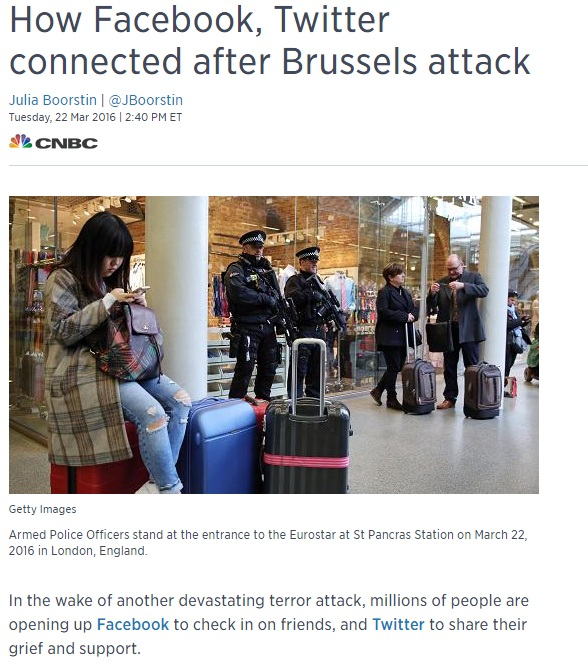 How Facebook, Twitter
connected after Brussels attack
Julia Boorstin | @JBoorstin
Tuesday, 22 Mar 2016 | 2:40 PM ET
CNBC
Getty Images
Armed Police Officers stand at the entrance to the Eurostar at St Pancras Station on March 22,
2016 in London, England.
In the wake of another devastating terror attack, millions of people are
opening up Facebook to check in on friends, and Twitter to share their
grief and support.